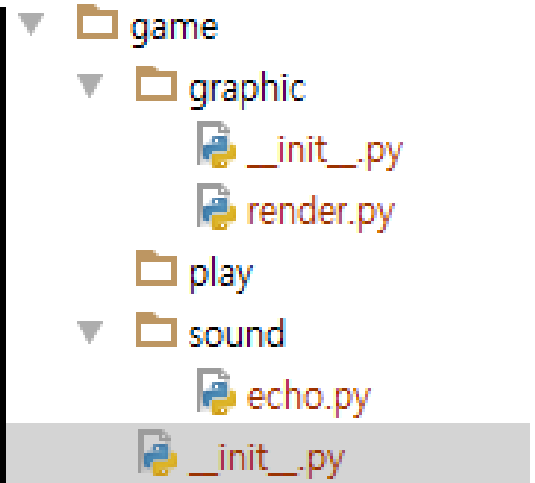 game
graphic
__init__.py
render.py
play
sound
echo.py
__init__.py